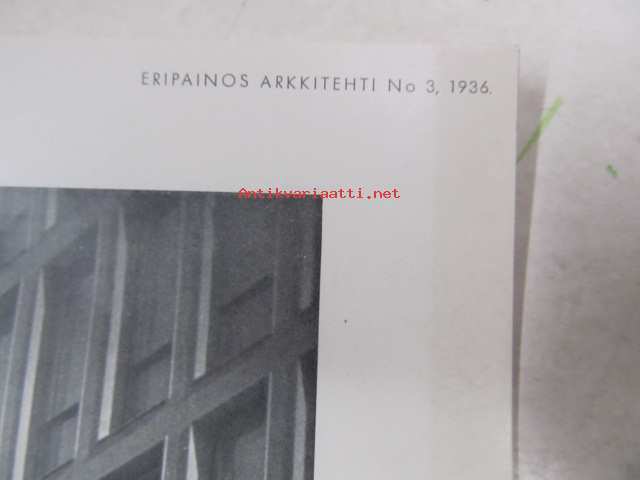 ERIPAINOS ARKKITEHTI No 3, 1936.
Antikvariaatti.net